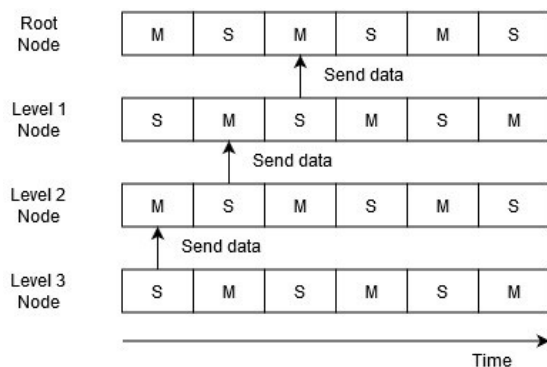 Root
Node
M S M S M S
Send data
Level 1
Node
S M S M S M
Send data
Level 2
Node
M S M S M S
Send data
Level 3
Node
S M S M S M
Time